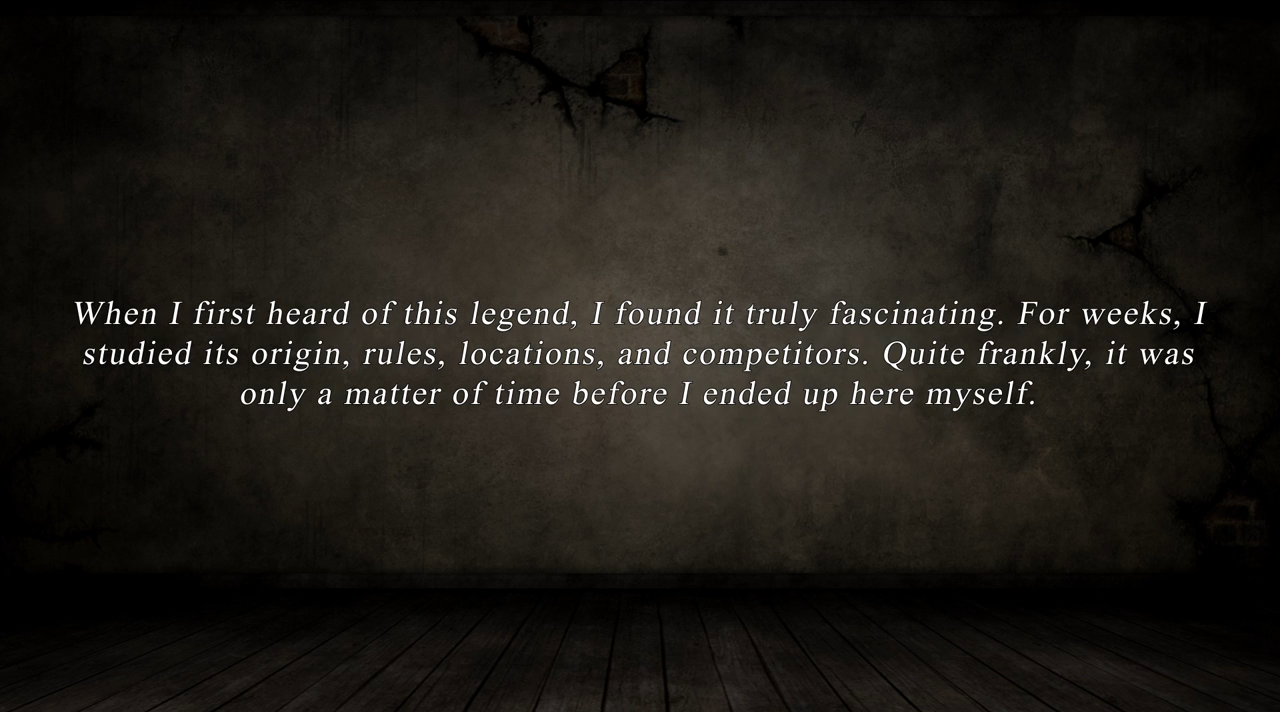 When I first heard of this legend, I found it truly fascinating. For weeks, I
studied its origin, rules, locations, and competitors. Quite frankly, it was
only a matter of time before I ended up here myself.